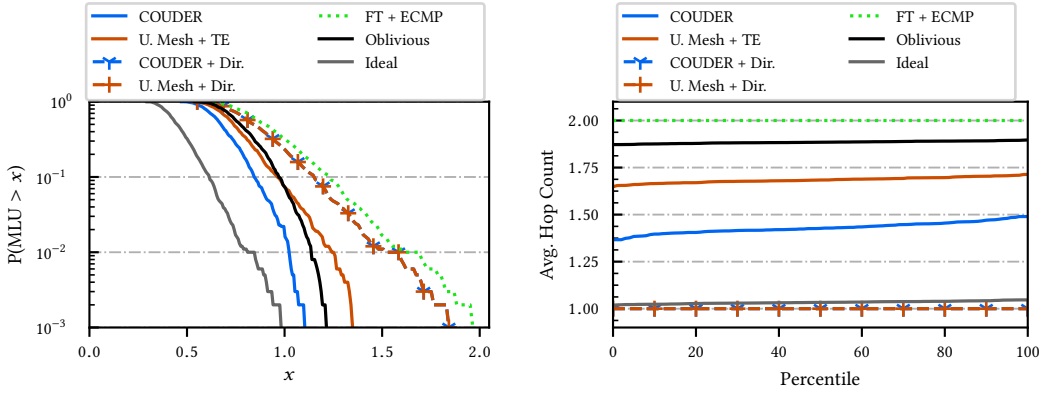 COUDER
U. Mesh + TE
COUDER + Dir.
U. Mesh + Dir.
FT + ECMP
Oblivious
Ideal
10⁰
10⁻¹
10⁻²
10⁻³
P(MLU > x)
0.0 0.5 1.0 1.5 2.0
x
COUDER
U. Mesh + TE
COUDER + Dir.
U. Mesh + Dir.
FT + ECMP
Oblivious
Ideal
2.00
1.75
1.50
1.25
1.00
Avg. Hop Count
0 20 40 60 80 100
Percentile